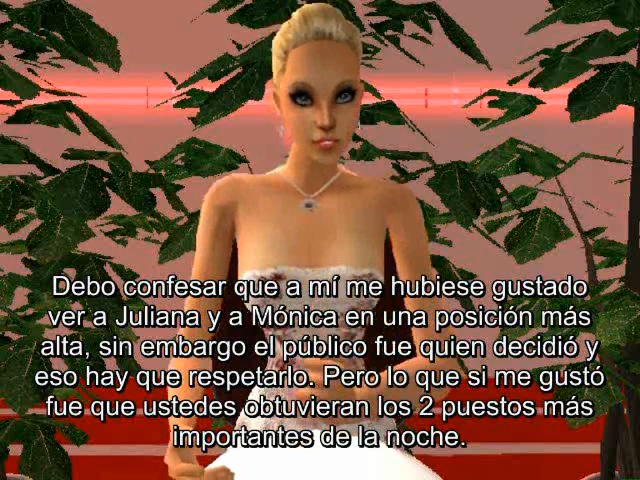 Debo confesar que a mí me hubiese gustado
ver a Juliana y a Mónica en una posición más
alta, sin embargo el público fue quien decidió y
eso hay que respetarlo. Pero lo que si me gustó
fue que ustedes obtuvieran los 2 puestos más
importantes de la noche.